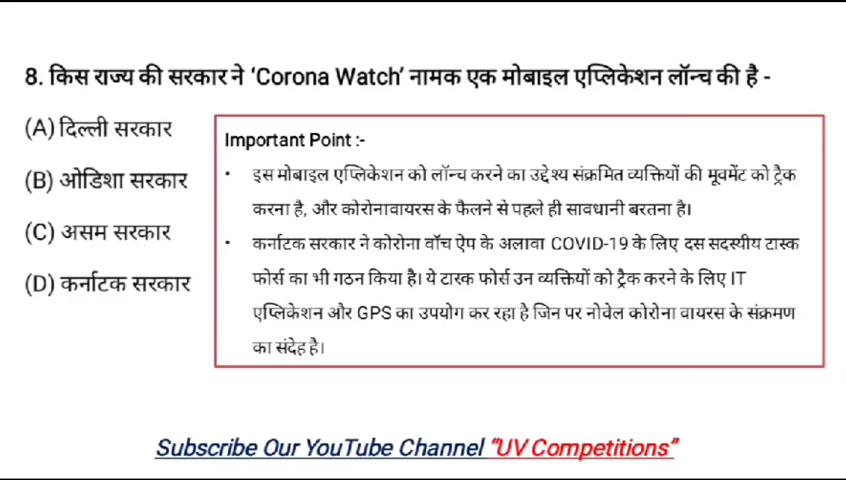 8. किस राज्य की सरकार ने ‘Corona Watch’ नामक एक मोबाइल एप्लिकेशन लॉन्च की है -
(A) दिल्ली सरकार
(B) ओडिशा सरकार
(C) असम सरकार
(D) कर्नाटक सरकार
Important Point :-
• इस मोबाइल एप्लिकेशन को लॉन्च करने का उद्देश्य संक्रमित व्यक्तियों की मूवमेंट को ट्रैक
करना है, और कोरोनावायरस के फैलने से पहले ही सावधानी बरतना है।
• कर्नाटक सरकार ने कोरोना वॉच ऐप के अलावा COVID-19 के लिए दस सदस्यीय टास्क
फोर्स का भी गठन किया है। ये टास्क फोर्स उन व्यक्तियों को ट्रैक करने के लिए IT
एप्लिकेशन और GPS का उपयोग कर रहा है जिन पर नोवेल कोरोना वायरस के संक्रमण
का संदेह है।
Subscribe Our YouTube Channel “UV Competitions”